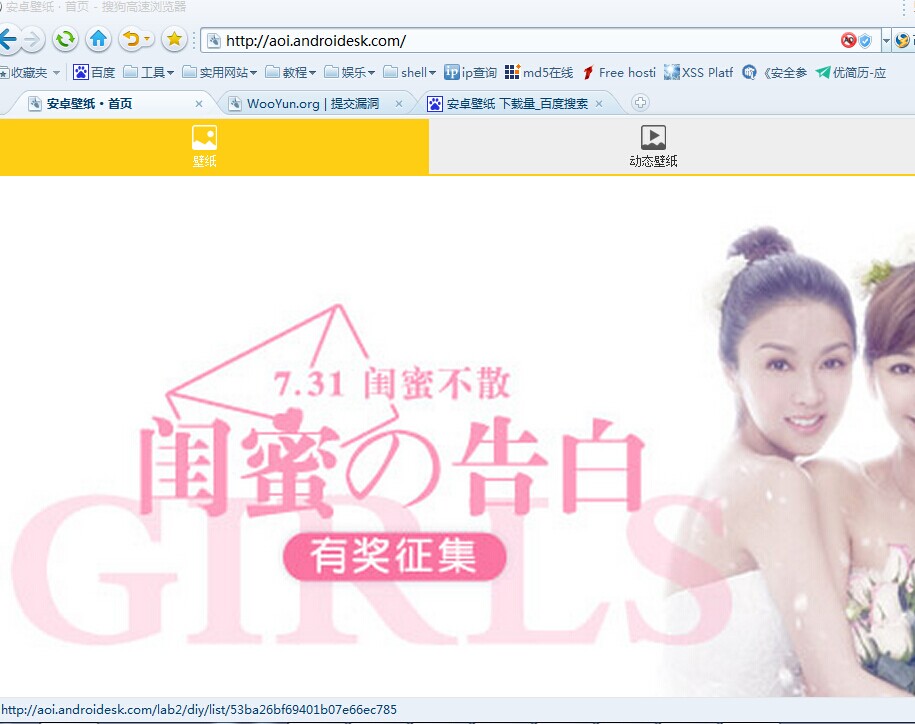 安卓壁纸 · 首页 - 搜狗高速浏览器
http://aoi.androidesk.com/
收藏夹 百度 工具 实用网站 教程 娱乐 shell ip查询 md5在线 Free hosti XSS Platf 《安全参 优简历-应
安卓壁纸 · 首页 WooYun.org | 提交漏洞 安卓壁纸 下载量_百度搜索
壁纸 动态壁纸
7.31 闺蜜不散
闺蜜の告白
GIRLS
有奖征集
http://aoi.androidesk.com/lab2/diy/list/53ba26bf69401b07e66ec785